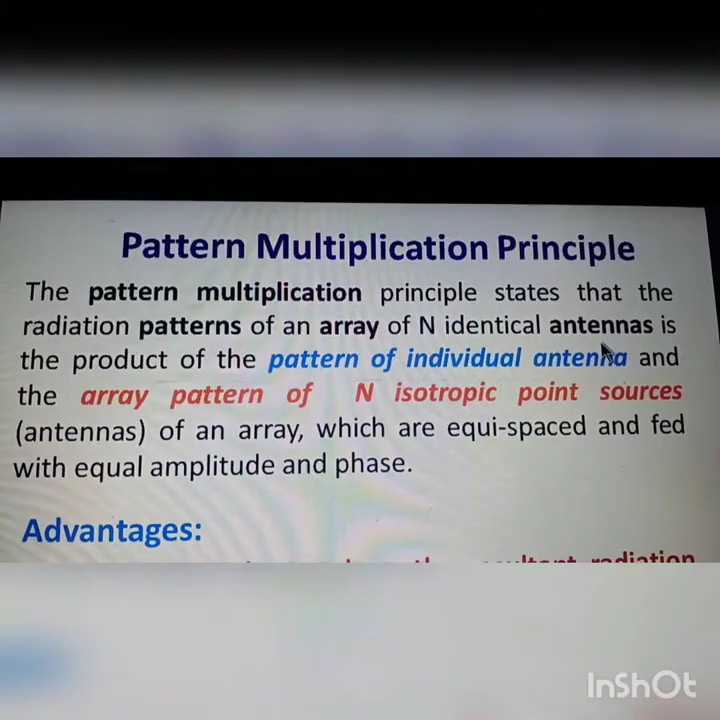 Pattern Multiplication Principle
The pattern multiplication principle states that the
radiation patterns of an array of N identical antennas is
the product of the pattern of individual antenna and
the array pattern of N isotropic point sources
(antennas) of an array, which are equi-spaced and fed
with equal amplitude and phase.
Advantages:
radiation
InShOt